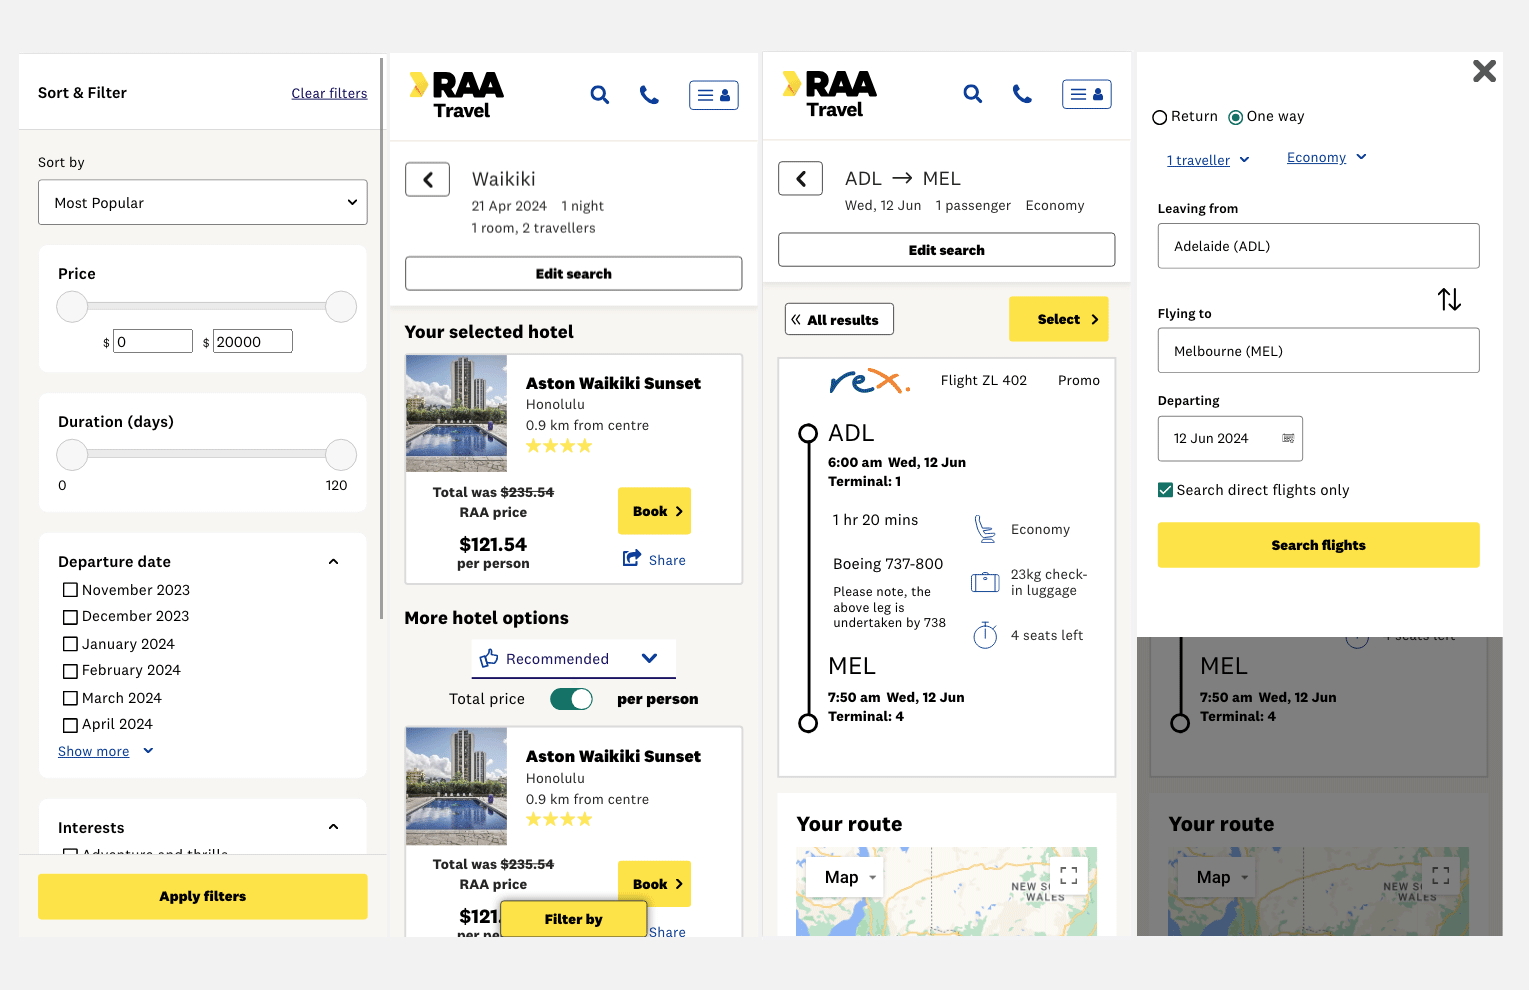 Sort & Filter
Clear filters
Sort by
Most Popular
Price
$ 0 $ 20000
Duration (days)
0 120
Departure date
November 2023
December 2023
January 2024
February 2024
March 2024
April 2024
Show more
Interests
Adventure and thrills
Apply filters
RAA
Travel
Waikiki
21 Apr 2024 1 night
1 room, 2 travellers
Edit search
Your selected hotel
Aston Waikiki Sunset
Honolulu
0.9 km from centre
Total was $235.54
RAA price
$121.54
per person
Book
Share
More hotel options
Recommended
Total price per person
Aston Waikiki Sunset
Honolulu
0.9 km from centre
Total was $235.54
RAA price
$121.
per pe
Book
Filter by
Share
RAA
Travel
ADL → MEL
Wed, 12 Jun 1 passenger Economy
Edit search
All results
Select
rex. Flight ZL 402 Promo
ADL
6:00 am Wed, 12 Jun
Terminal: 1
1 hr 20 mins
Boeing 737-800
Please note, the
above leg is
undertaken by 738
Economy
23kg check-
in luggage
4 seats left
MEL
7:50 am Wed, 12 Jun
Terminal: 4
Your route
Map
NEW SO
WALES
Return One way
1 traveller Economy
Leaving from
Adelaide (ADL)
Flying to
Melbourne (MEL)
Departing
12 Jun 2024
Search direct flights only
Search flights
4 seats left
MEL
7:50 am Wed, 12 Jun
Terminal: 4
Your route
Map
NEW SO
WALES